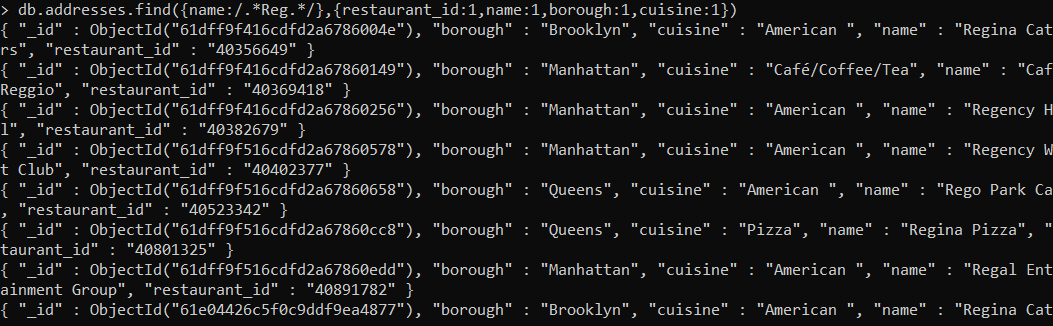 > db.addresses.find({name:/.*Reg.*/},{restaurant_id:1,name:1,borough:1,cuisine:1})
{ "_id" : ObjectId("61dff9f416cdfd2a6786004e"), "borough" : "Brooklyn", "cuisine" : "American ", "name" : "Regina Cat
rs", "restaurant_id" : "40356649" }
{ "_id" : ObjectId("61dff9f416cdfd2a67860149"), "borough" : "Manhattan", "cuisine" : "Café/Coffee/Tea", "name" : "Caf
Reggio", "restaurant_id" : "40369418" }
{ "_id" : ObjectId("61dff9f416cdfd2a67860256"), "borough" : "Manhattan", "cuisine" : "American ", "name" : "Regency H
l", "restaurant_id" : "40382679" }
{ "_id" : ObjectId("61dff9f516cdfd2a67860578"), "borough" : "Manhattan", "cuisine" : "American ", "name" : "Regency W
t Club", "restaurant_id" : "40402377" }
{ "_id" : ObjectId("61dff9f516cdfd2a67860658"), "borough" : "Queens", "cuisine" : "American ", "name" : "Rego Park Ca
, "restaurant_id" : "40523342" }
{ "_id" : ObjectId("61dff9f516cdfd2a67860cc8"), "borough" : "Queens", "cuisine" : "Pizza", "name" : "Regina Pizza", "
taurant_id" : "40801325" }
{ "_id" : ObjectId("61dff9f516cdfd2a67860edd"), "borough" : "Manhattan", "cuisine" : "American ", "name" : "Regal Ent
ainment Group", "restaurant_id" : "40891782" }
{ "_id" : ObjectId("61e04426c5f0c9ddf9ea4877"), "borough" : "Brooklyn", "cuisine" : "American ", "name" : "Regina Cat